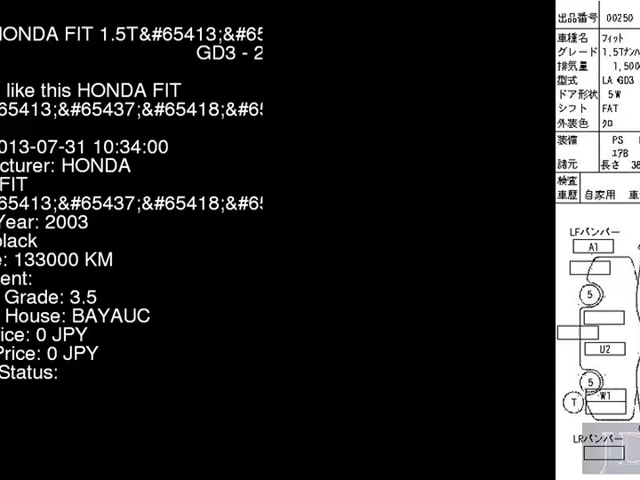 HONDA FIT 1.5T&#65413;&#65
GD3 - 2
like this HONDA FIT
65413;&#65437;&#65418;&#6
013-07-31 10:34:00
cturer: HONDA
FIT
65413;&#65437;&#65418;&#6
Year: 2003
black
e: 133000 KM
ent:
Grade: 3.5
House: BAYAUC
ice: 0 JPY
Price: 0 JPY
Status:
出品番号 00250
車種名 フィット
グレード 1.5Tナンハ
排気量 1,500
型式 LA GD3
ドア形状 5W
シフト FAT
外装色 クロ
装備 PS
エアB
諸元 長さ 38
検査
車歴 自家用 車
LFバンパー
A1
5
U2
5
W1
T
LRバンパー